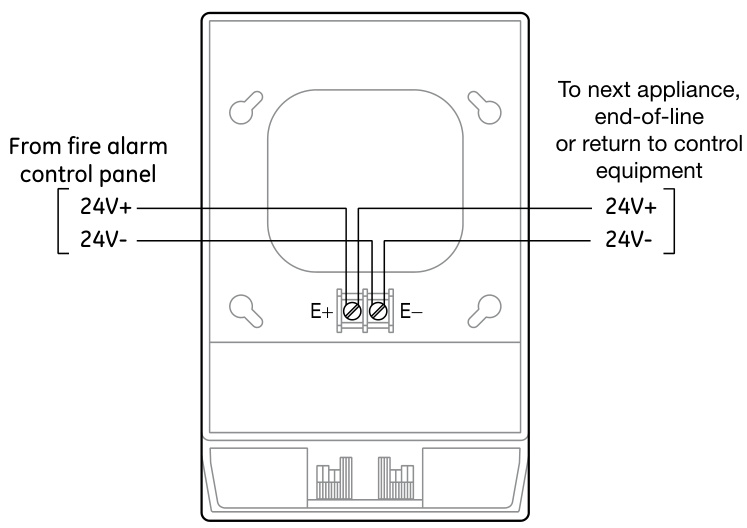 From fire alarm
control panel
24V+
24V-
To next appliance,
end-of-line
or return to control
equipment
24V+
24V-
E+
E−